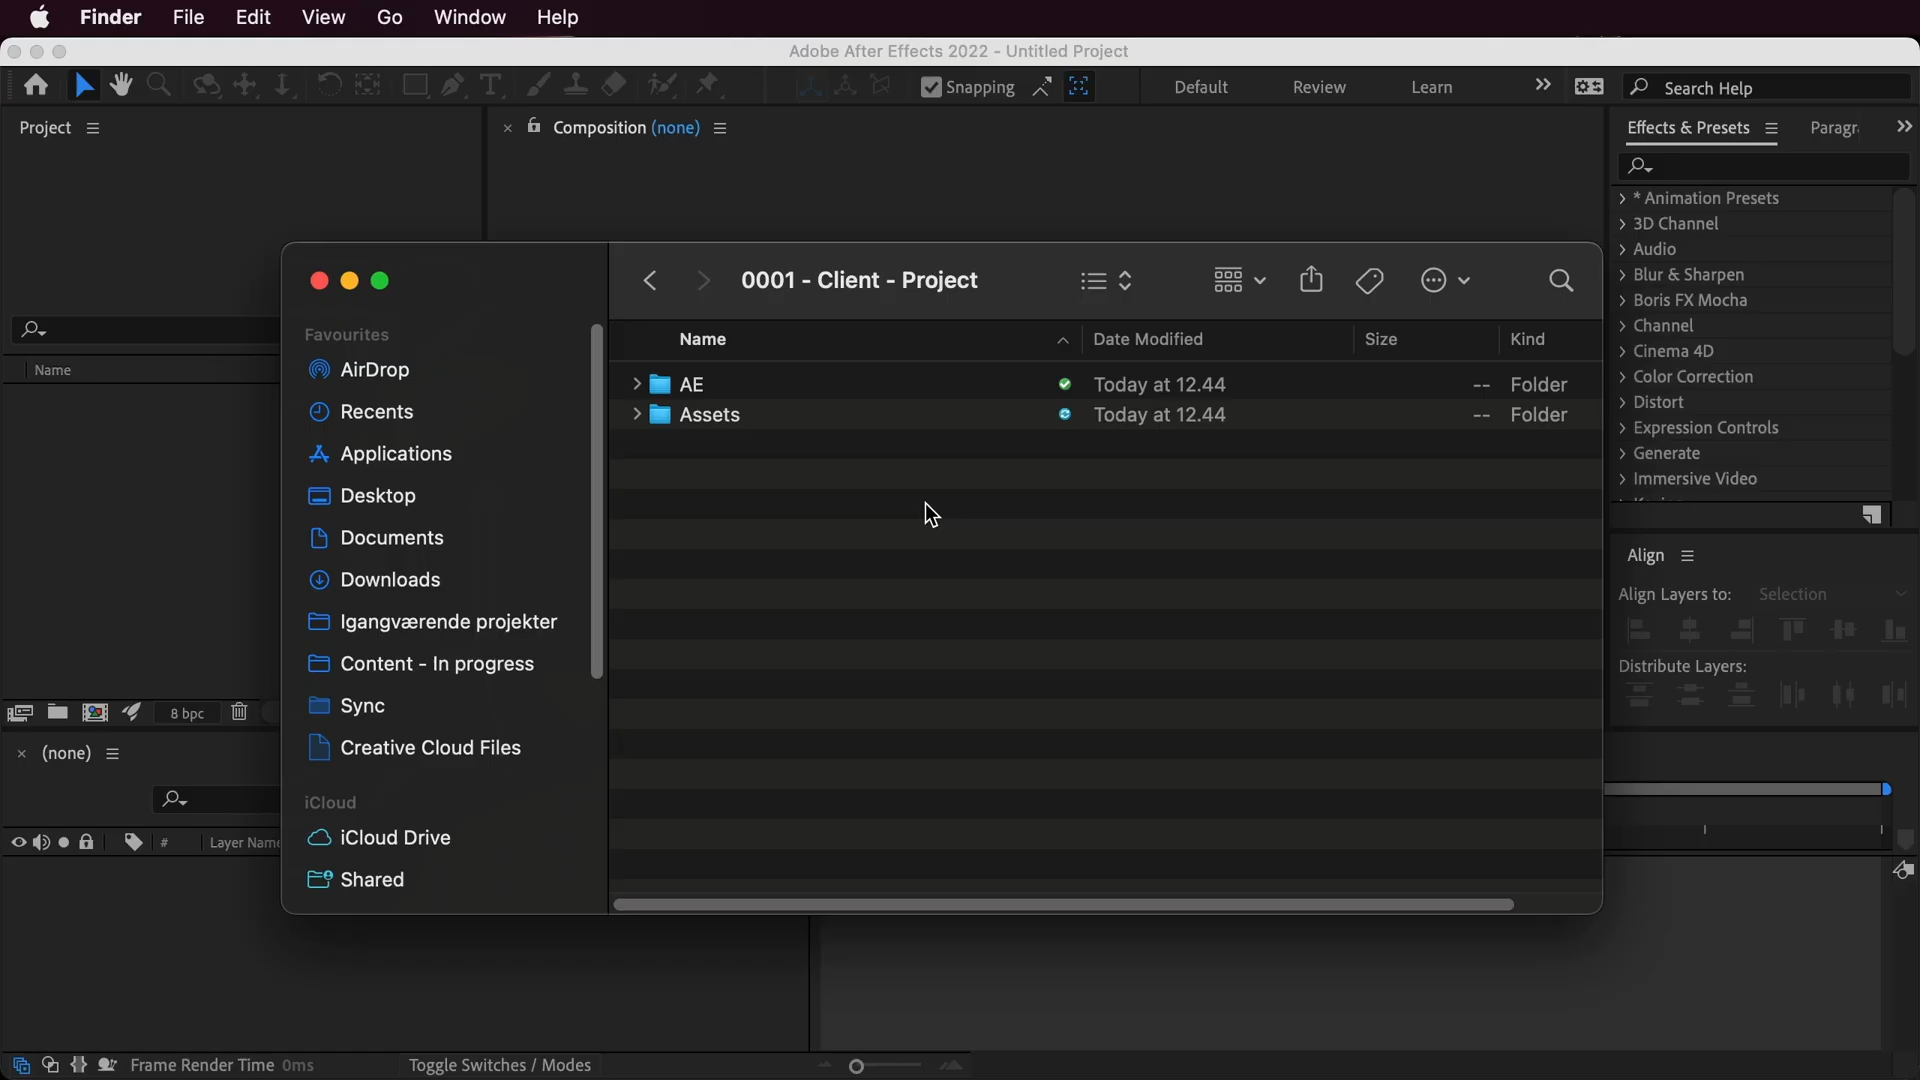 Finder File Edit View Go Window Help
Adobe After Effects 2022 - Untitled Project
Snapping Default Review Learn Search Help
Project
Composition (none)
Effects & Presets Paragr
* Animation Presets
3D Channel
Audio
Blur & Sharpen
Boris FX Mocha
Channel
Cinema 4D
Color Correction
Distort
Expression Controls
Generate
Immersive Video
Name
0001 - Client - Project
Favourites
AirDrop
Recents
Applications
Desktop
Documents
Downloads
Igangværende projekter
Content - In progress
Sync
Creative Cloud Files
iCloud
iCloud Drive
Shared
Name Date Modified Size Kind
AE Today at 12.44 -- Folder
Assets Today at 12.44 -- Folder
Align
Align Layers to: Selection
Distribute Layers:
8 bpc
(none)
# Layer Name
Frame Render Time 0ms Toggle Switches / Modes